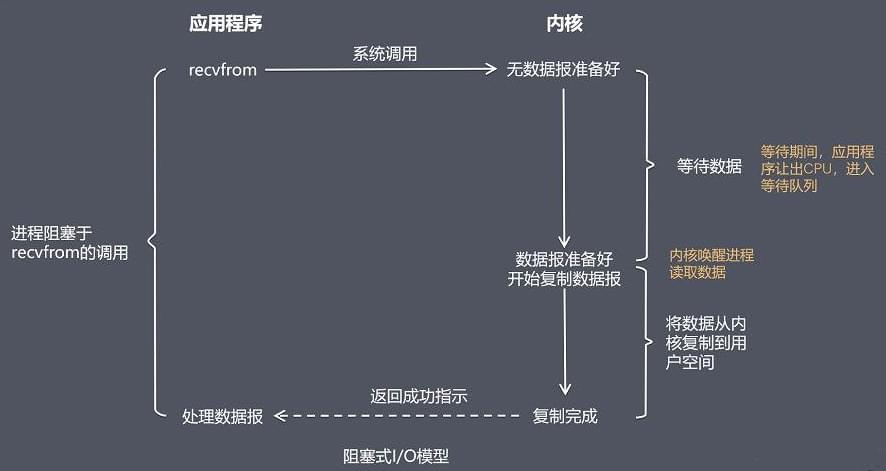 应用程序
内核
系统调用
recvfrom
无数据报准备好
等待数据
等待期间，应用程
序让出CPU，进入
等待队列
进程阻塞于
recvfrom的调用
数据报准备好
开始复制数据报
内核唤醒进程
读取数据
将数据从内
核复制到用
户空间
返回成功指示
处理数据报
复制完成
阻塞式I/O模型